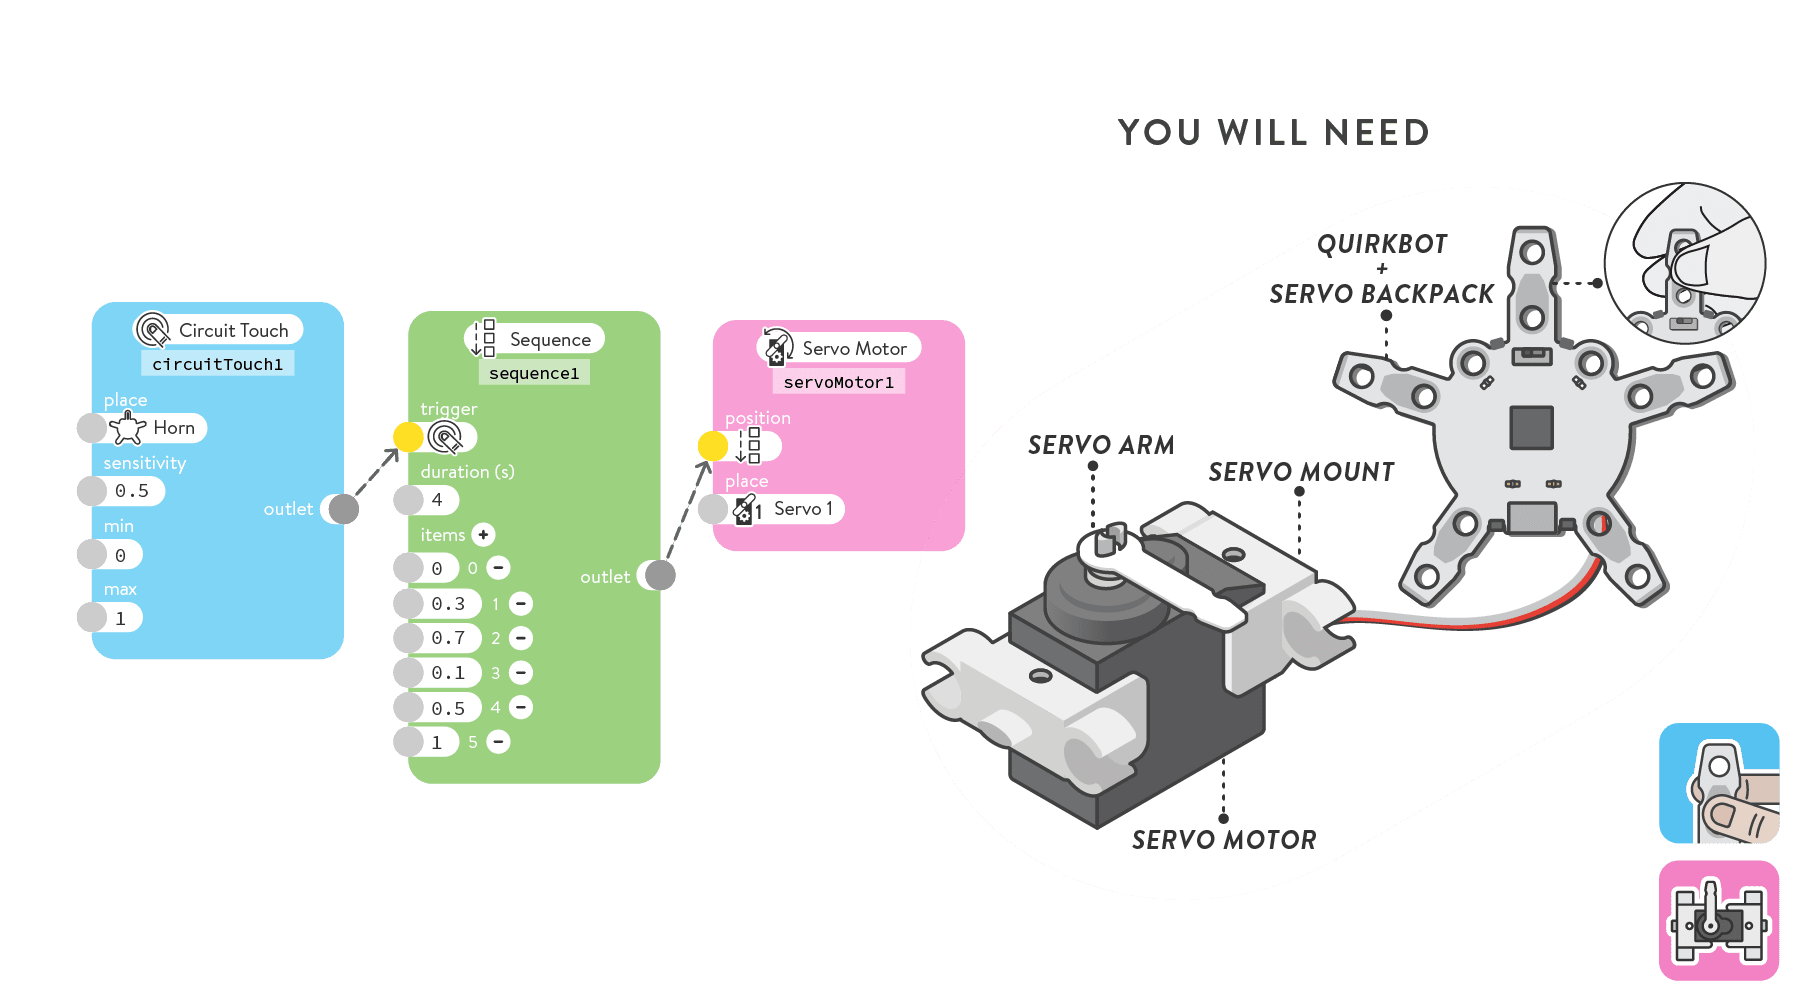 YOU WILL NEED
Circuit Touch
circuitTouch1
place
Horn
sensitivity
0.5
min
0
max
1
outlet
Sequence
sequence1
trigger
duration (s)
4
items +
0 0 -
0.3 1 -
0.7 2 -
0.1 3 -
0.5 4 -
1 5 -
outlet
Servo Motor
servoMotor1
position
place
1 Servo 1
QUIRKBOT
+
SERVO BACKPACK
SERVO ARM
SERVO MOUNT
SERVO MOTOR